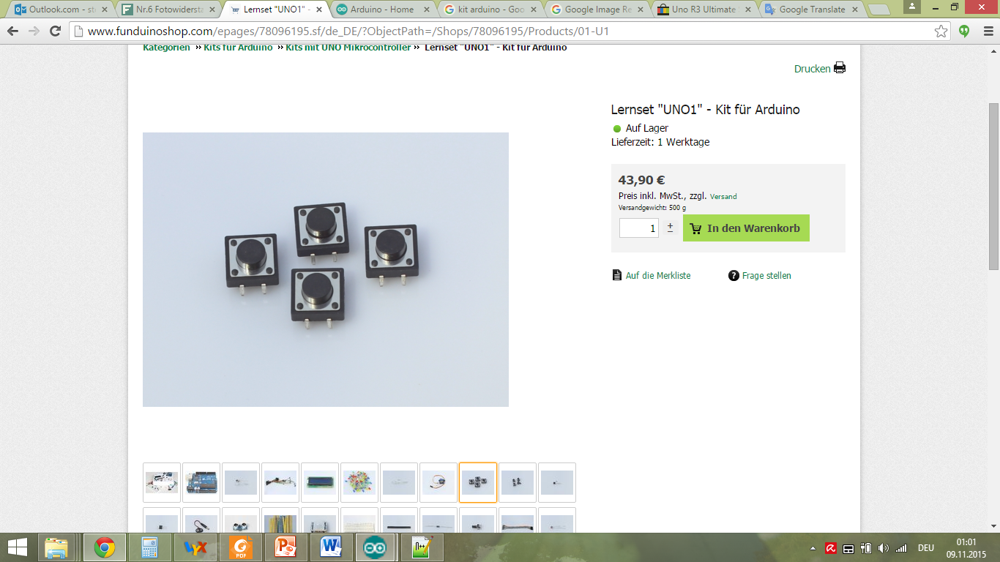 Outlook.com - st
Nr.6 Fotowidersta
Lernset "UNO1" -
Arduino - Home
kit arduino - Goo
Google Image Re
Uno R3 Ultimate
Google Translate
www.funduinoshop.com/epages/78096195.sf/de_DE/?ObjectPath=/Shops/78096195/Products/01-U1
Kategorien » Kits für Arduino » Kits mit UNO Mikrocontroller » Lernset "UNO1" - Kit für Arduino
Drucken
Lernset "UNO1" - Kit für Arduino
Auf Lager
Lieferzeit: 1 Werktage
43,90 €
Preis inkl. MwSt., zzgl. Versand
Versandgewicht: 500 g
1
In den Warenkorb
Auf die Merkliste
Frage stellen
PDF
DEU
01:01
09.11.2015